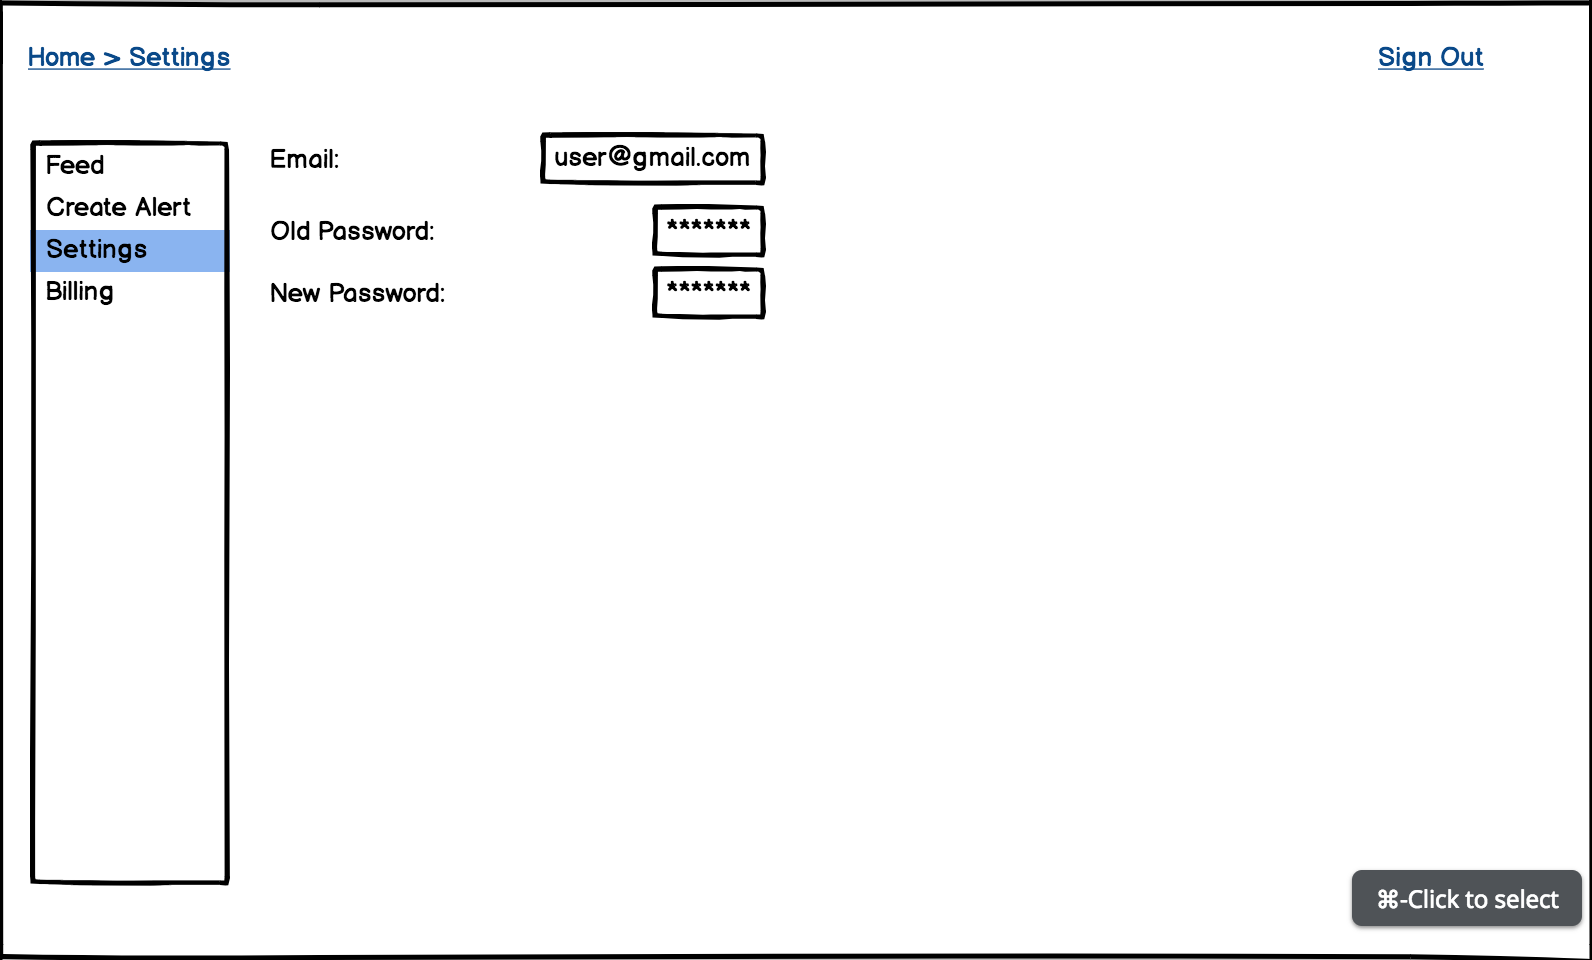 Home > Settings
Sign Out
Feed
Create Alert
Settings
Billing
Email:
user@gmail.com
Old Password:
*******
New Password:
*******
⌘-Click to select